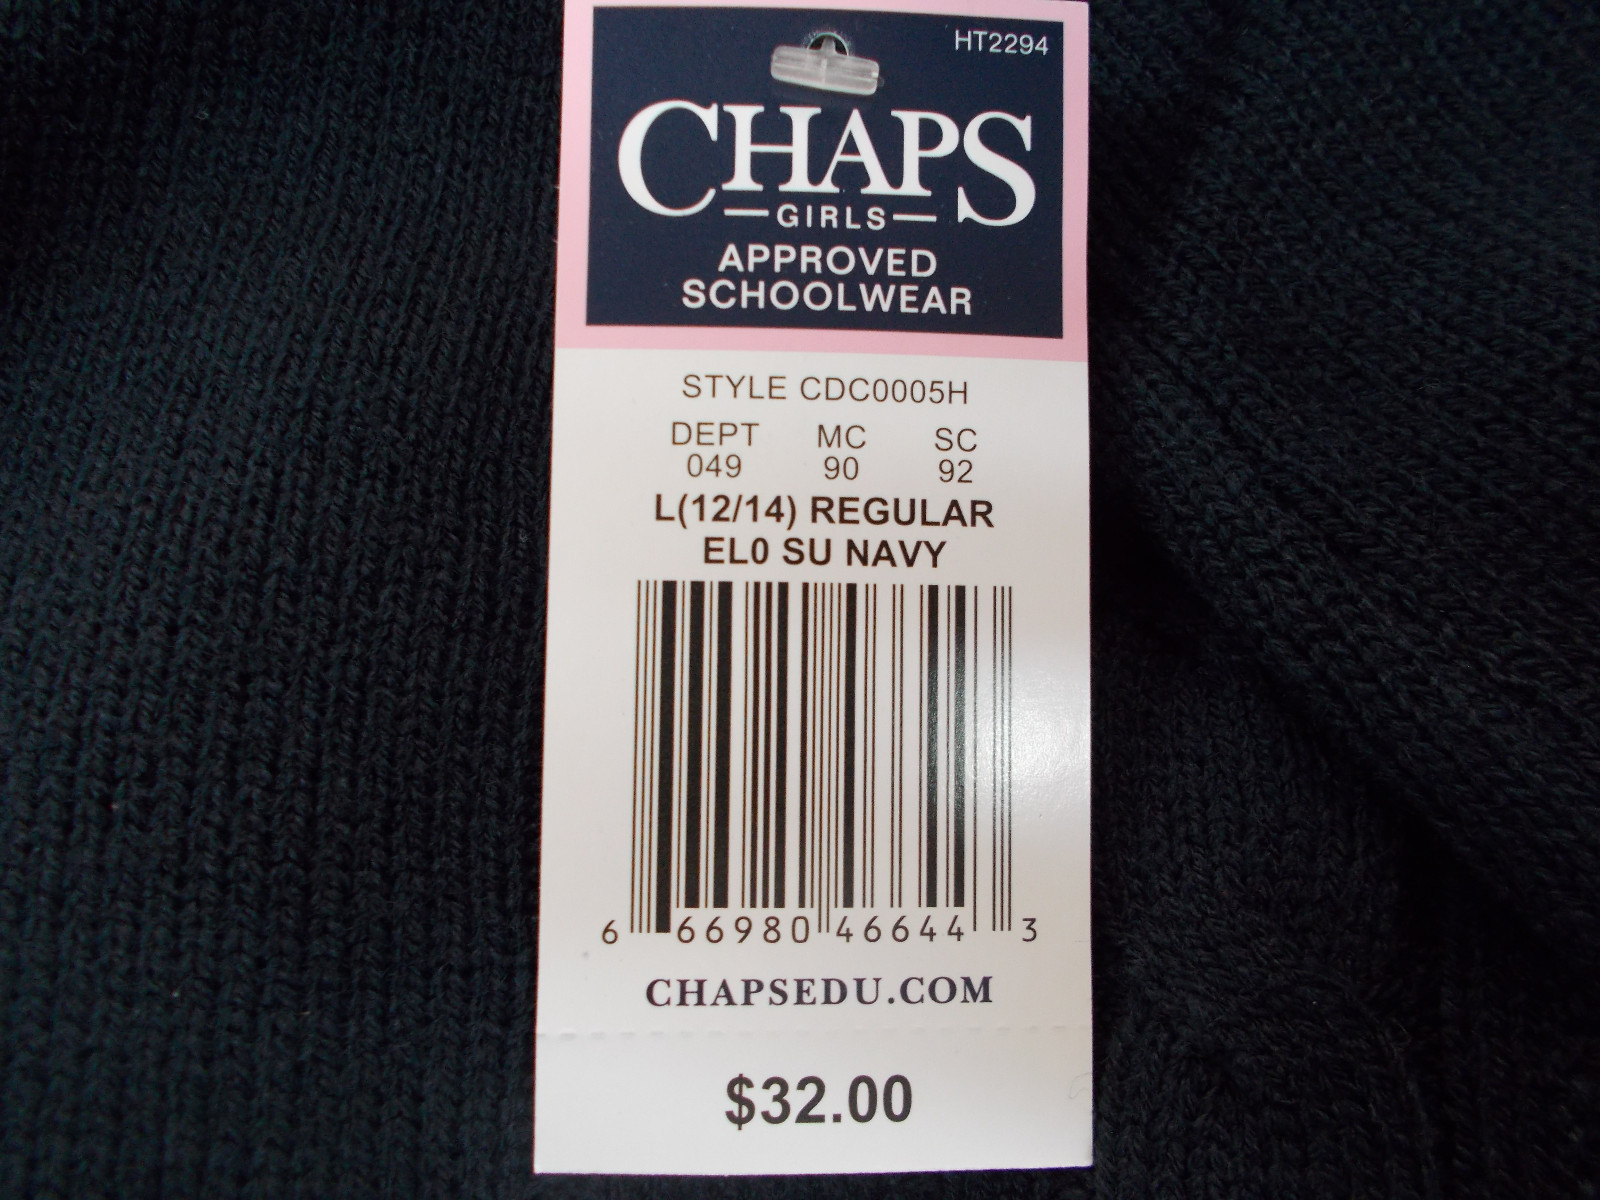 HT2294
CHAPS
GIRLS
APPROVED
SCHOOLWEAR
STYLE CDC0005H
DEPT MC SC
049 90 92
L(12/14) REGULAR
EL0 SU NAVY
6 66980 46644 3
CHAPSEDU.COM
$32.00